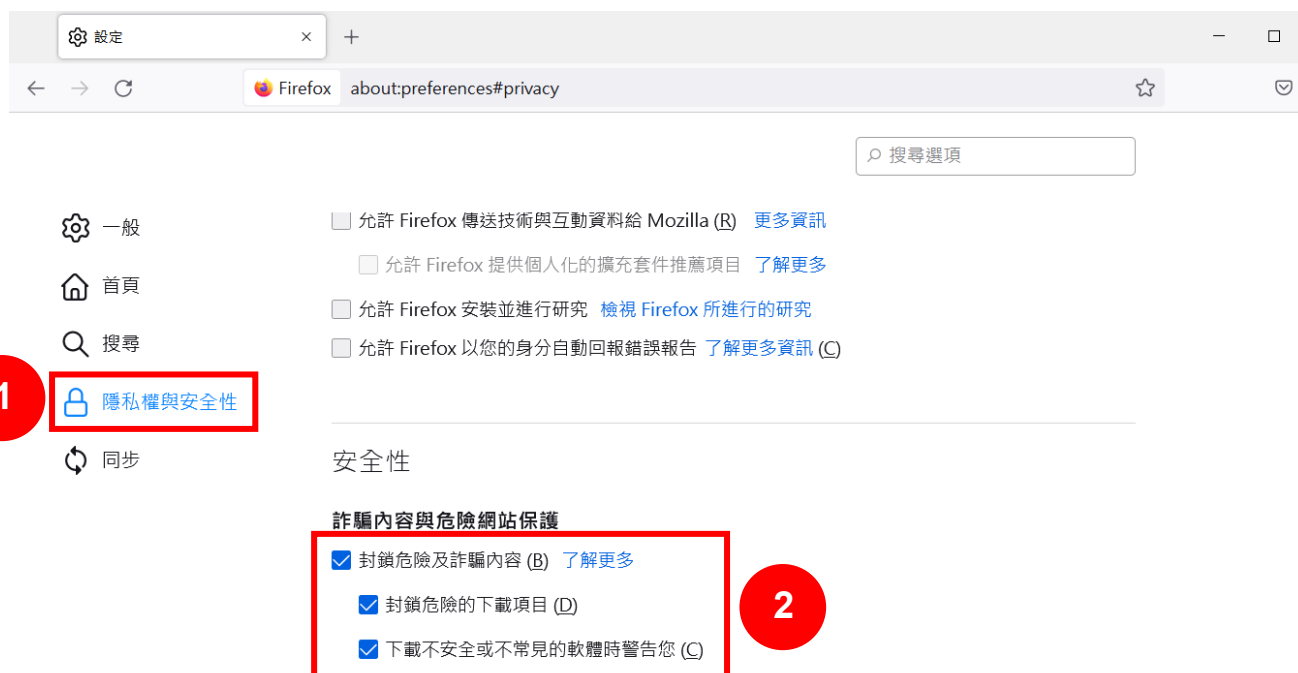 設定
Firefox about:preferences#privacy
搜尋選項
一般
首頁
搜尋
1
隱私權與安全性
同步
允許 Firefox 傳送技術與互動資料給 Mozilla (R) 更多資訊
允許 Firefox 提供個人化的擴充套件推薦項目 了解更多
允許 Firefox 安裝並進行研究 檢視 Firefox 所進行的研究
允許 Firefox 以您的身分自動回報錯誤報告 了解更多資訊 (C)
安全性
詐騙內容與危險網站保護
封鎖危險及詐騙內容 (B) 了解更多
封鎖危險的下載項目 (D)
下載不安全或不常見的軟體時警告您 (C)
2